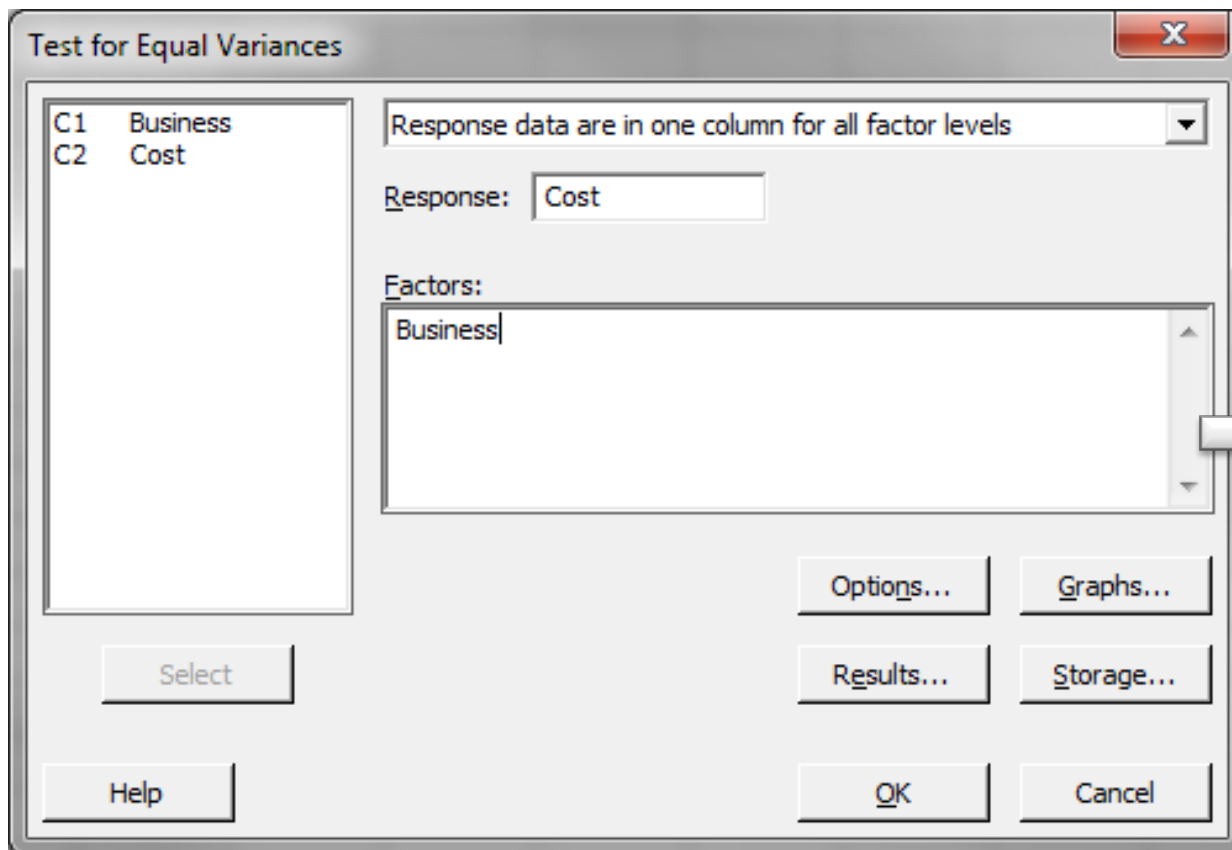 Test for Equal Variances
C1 Business
C2 Cost
Response data are in one column for all factor levels
Response: Cost
Factors:
Business
Options... Graphs...
Select Results... Storage...
Help OK Cancel